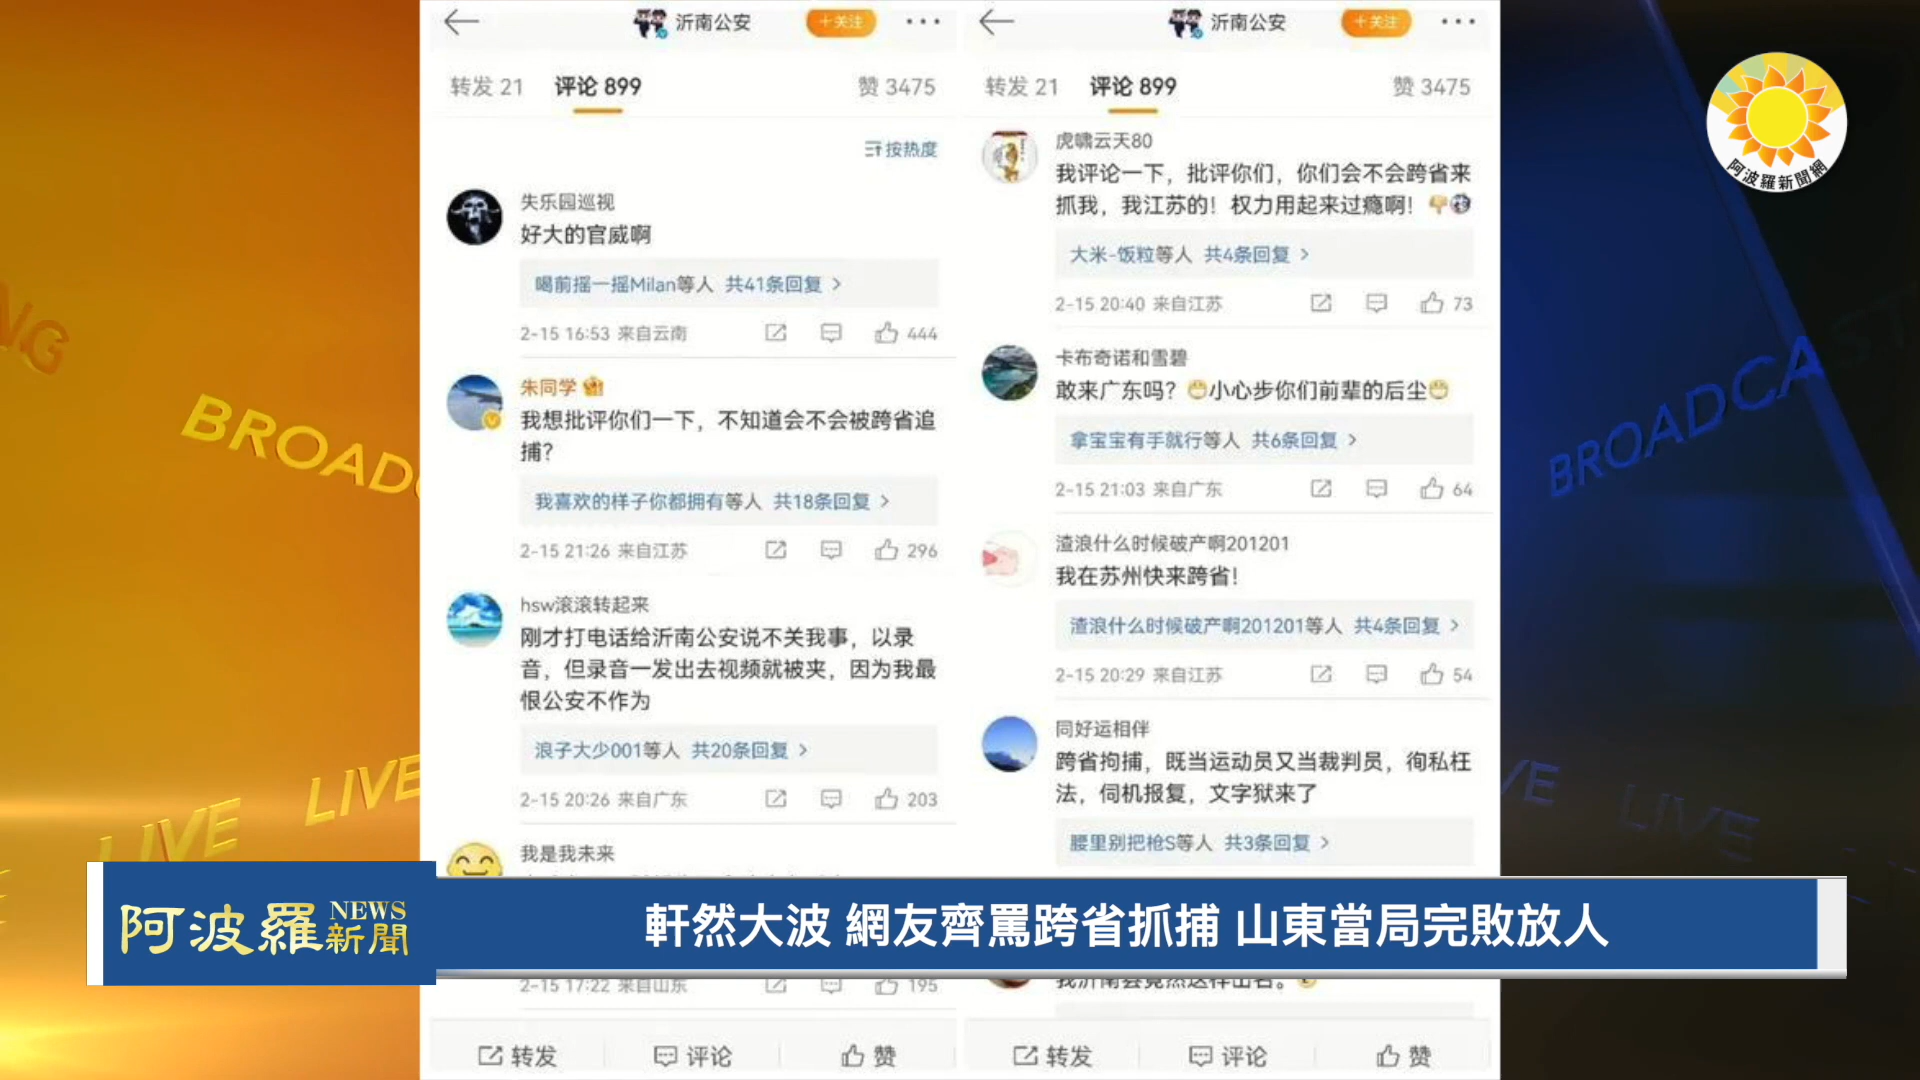 沂南公安
+关注
转发 21
评论 899
赞 3475
按热度
失乐园巡视
好大的官威啊
喝前摇一摇Milan等人 共41条回复 >
2-15 16:53 来自云南
444
朱同学
我想批评你们一下，不知道会不会被跨省追
捕？
我喜欢的样子你都拥有等人 共18条回复 >
2-15 21:26 来自江苏
296
hsw滚滚转起来
刚才打电话给沂南公安说不关我事，以录
音，但录音一发出去视频就被夹，因为我最
恨公安不作为
浪子大少001等人 共20条回复 >
2-15 20:26 来自广东
203
我是我未来
2-15 17:22 来自山东
195
转发
评论
赞
沂南公安
+关注
转发 21
评论 899
赞 3475
虎啸云天80
我评论一下，批评你们，你们会不会跨省来
抓我，我江苏的！权力用起来过瘾啊！
大米-饭粒等人 共4条回复 >
2-15 20:40 来自江苏
73
卡布奇诺和雪碧
敢来广东吗？小心步你们前辈的后尘
拿宝宝有手就行等人 共6条回复 >
2-15 21:03 来自广东
64
渣浪什么时候破产啊201201
我在苏州快来跨省！
渣浪什么时候破产啊201201等人 共4条回复 >
2-15 20:29 来自江苏
54
同好运相伴
跨省拘捕，既当运动员又当裁判员，徇私枉
法，伺机报复，文字狱来了
腰里别把枪S等人 共3条回复 >
我沂南县竟然这样出名。
转发
评论
赞
阿波羅新聞網
BROADCA
BROADC
LIVE
LIVE
LIVE
阿波羅 NEWS 新聞
軒然大波 網友齊罵跨省抓捕 山東當局完敗放人